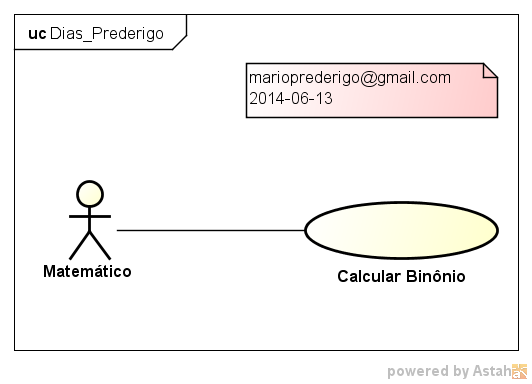 uc Dias_Prederigo
marioprederigo@gmail.com
2014-06-13
Matemático
Calcular Binônio
powered by Astah